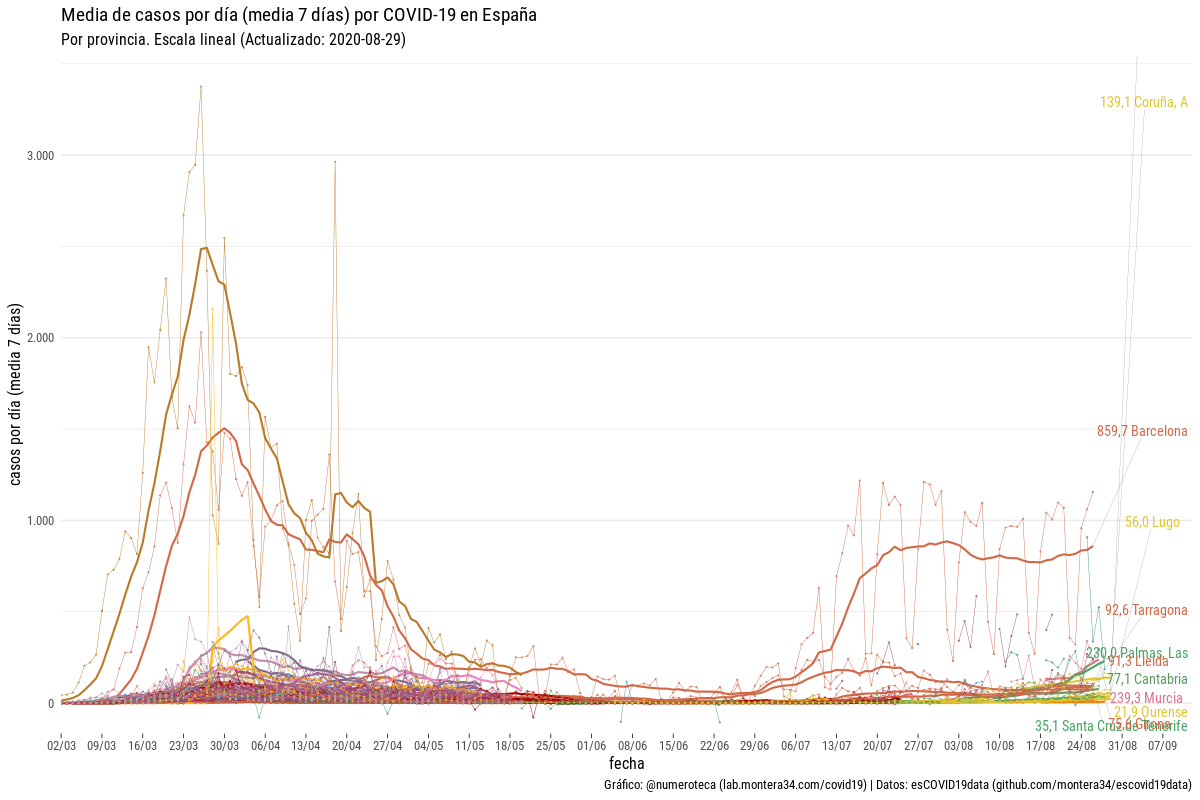 Media de casos por día (media 7 días) por COVID-19 en España
Por provincia. Escala lineal (Actualizado: 2020-08-29)
139,1 Coruña, A
3.000
2.000
859,7 Barcelona
casos por día (media 7 días)
1.000
56,0 Lugo
92,6 Tarragona
230,0 Palmas, Las
91,3 Lleida
77,1 Cantabria
239,3 Murcia
0
21,9 Ourense
75,6 Girona
35,1 Santa Cruz de Tenerife
02/03 09/03 16/03 23/03 30/03 06/04 13/04 20/04 27/04 04/05 11/05 18/05 25/05 01/06 08/06 15/06 22/06 29/06 06/07 13/07 20/07 27/07 03/08 10/08 17/08 24/08 31/08 07/09
fecha
Gráfico: @numeroteca (lab.montera34.com/covid19) | Datos: esCOVID19data (github.com/montera34/escovid19data)